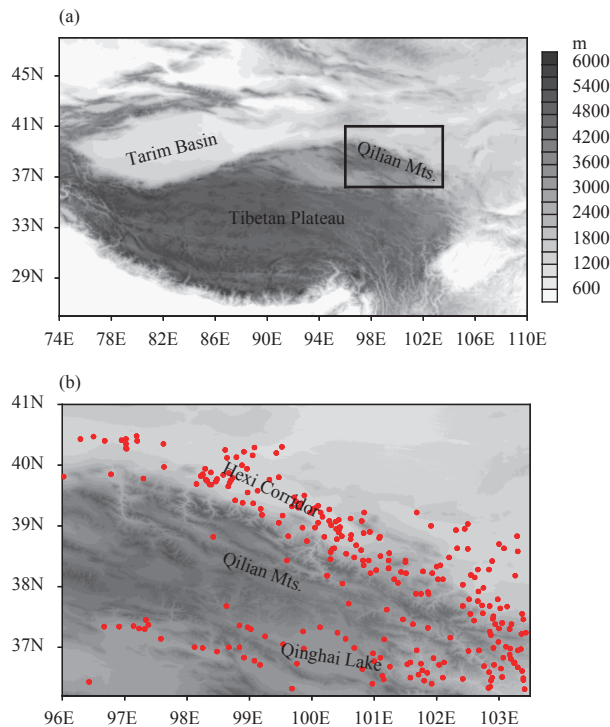 (a)
m
45N
41N
37N
33N
29N
74E 78E 82E 86E 90E 94E 98E 102E 106E 110E
Tarim Basin
Qilian Mts.
Tibetan Plateau
6000
5400
4800
4200
3600
3000
2400
1800
1200
600
(b)
41N
40N
39N
38N
37N
96E 97E 98E 99E 100E 101E 102E 103E
Hexi Corridor
Qilian Mts.
Qinghai Lake